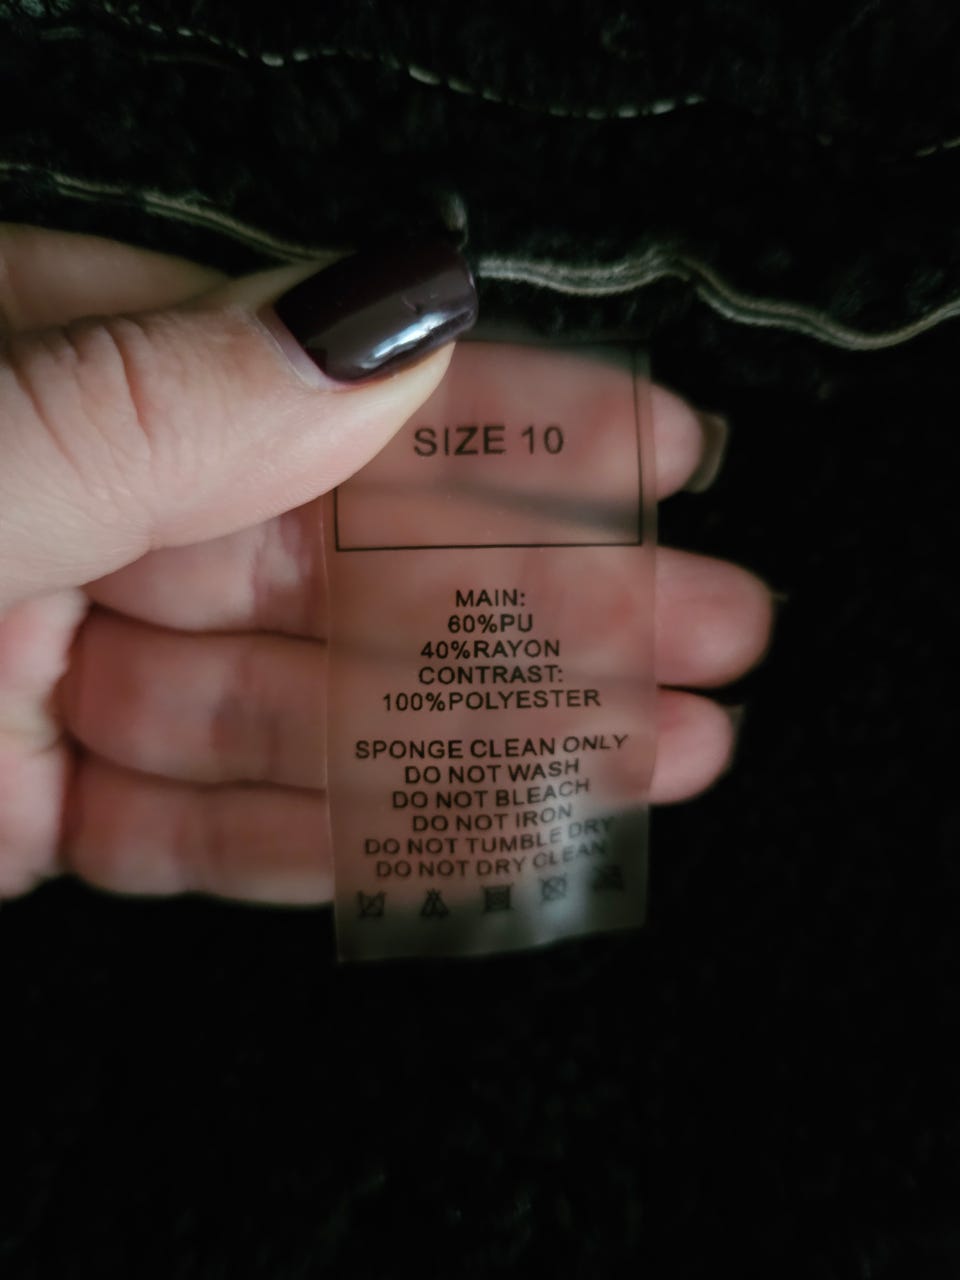 SIZE 10
MAIN:
60%PU
40%RAYON
CONTRAST:
100%POLYESTER
SPONGE CLEAN ONLY
DO NOT WASH
DO NOT BLEACH
DO NOT IRON
DO NOT TUMBLE DRY
DO NOT DRY CLEAN